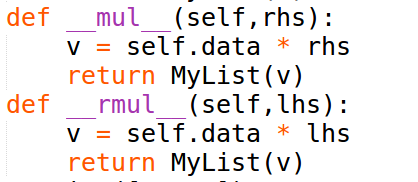 def __mul__(self,rhs):
    v = self.data * rhs
    return MyList(v)
def __rmul__(self,lhs):
    v = self.data * lhs
    return MyList(v)